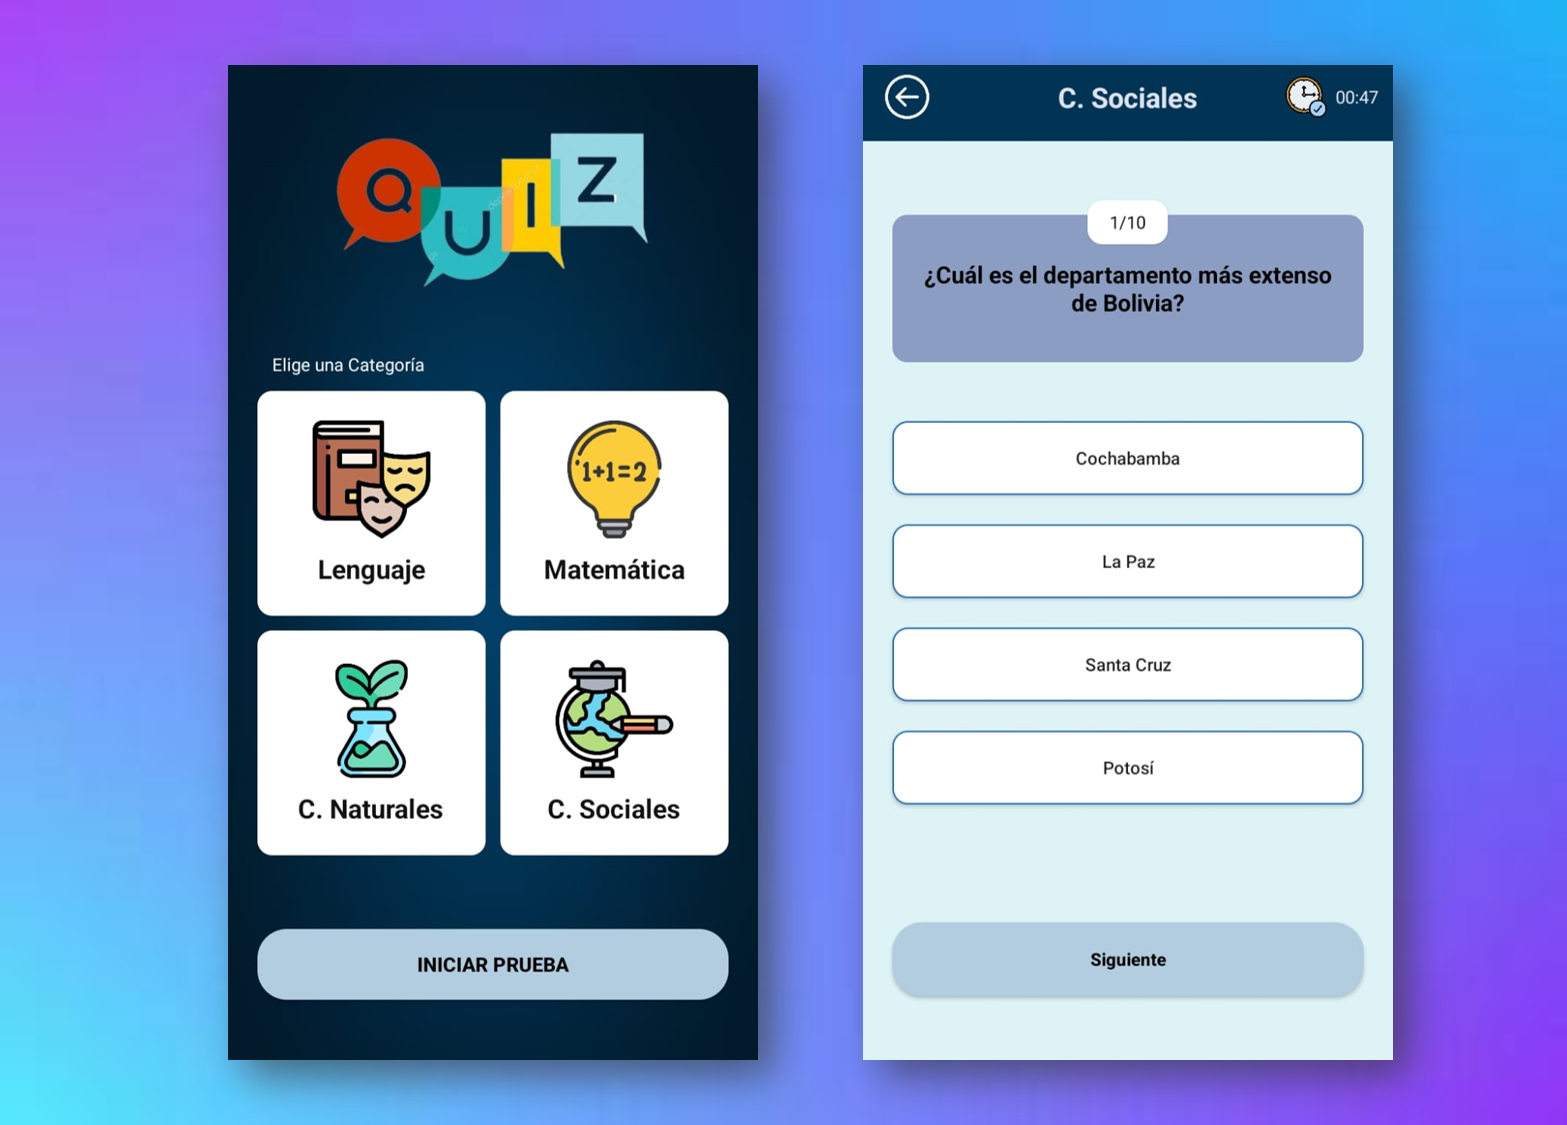 QUIZ
Elige una Categoría
1+1=2
Lenguaje
Matemática
C. Naturales
C. Sociales
INICIAR PRUEBA
C. Sociales
00:47
1/10
¿Cuál es el departamento más extenso
de Bolivia?
Cochabamba
La Paz
Santa Cruz
Potosí
Siguiente